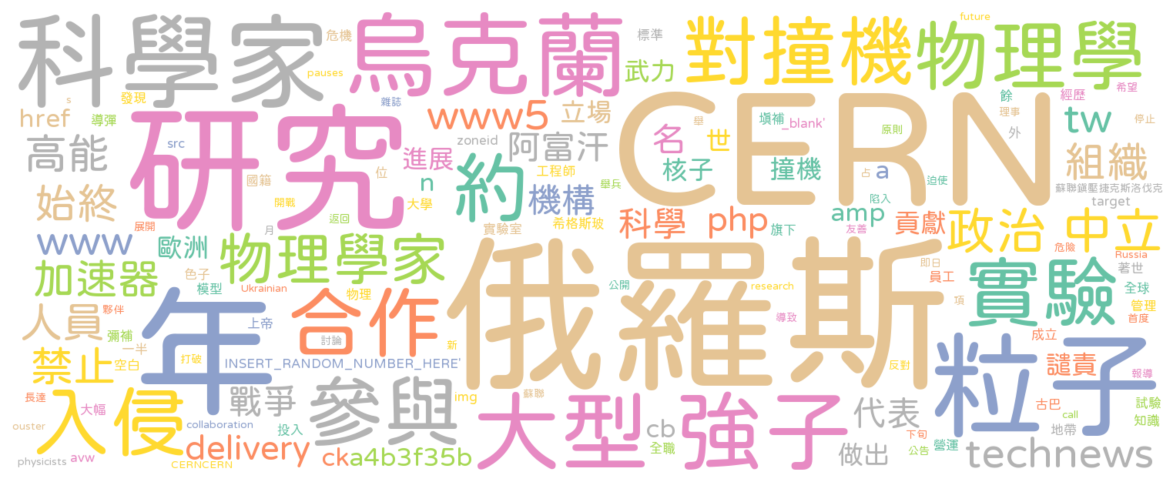 科學家
危機
烏克蘭
標準
武力
對撞機
物理學
future
希望
pauses
s
雜誌
發現
導彈
href
高能
研究
src
www5
立場
zoneid
阿富汗
進展
n
約
工程師
機構
舉兵
CERN
名
世
填補
_blank'
核子
撞機
a
原則
占
餘
理事
經歷
外
tw
停止
組織
迫使
陷入
蘇聯鎮壓捷克斯洛伐克
target
始終
國籍
位
開戰
大學
返回
展開
月
希格斯玻
實驗室
科學
php
旗下
amp
友善
貢獻
政治
中立
危險
Russia
www
歐洲
物理學家
加速器
色子
模型
Ukrainian
物理
公開
俄羅斯
research
導致
即日
員工
項
實驗
全球
著世
管理
首度
人員
夥伴
彌補
一半
空白
禁止
年
上帝
合作
討論
新
打破
INSERT_RANDOM_NUMBER_HERE'
反對
成立
譴責
報導
粒子
長達
大幅
入侵
戰爭
參與
img
蘇聯
大型
強子
代表
古巴
call
試驗
知識
地帶
ouster
collaboration
投入
delivery
cka4b3f35b
cb
全職
做出
下旬
公告
營運
technews
physicists
avw
CERNCERN